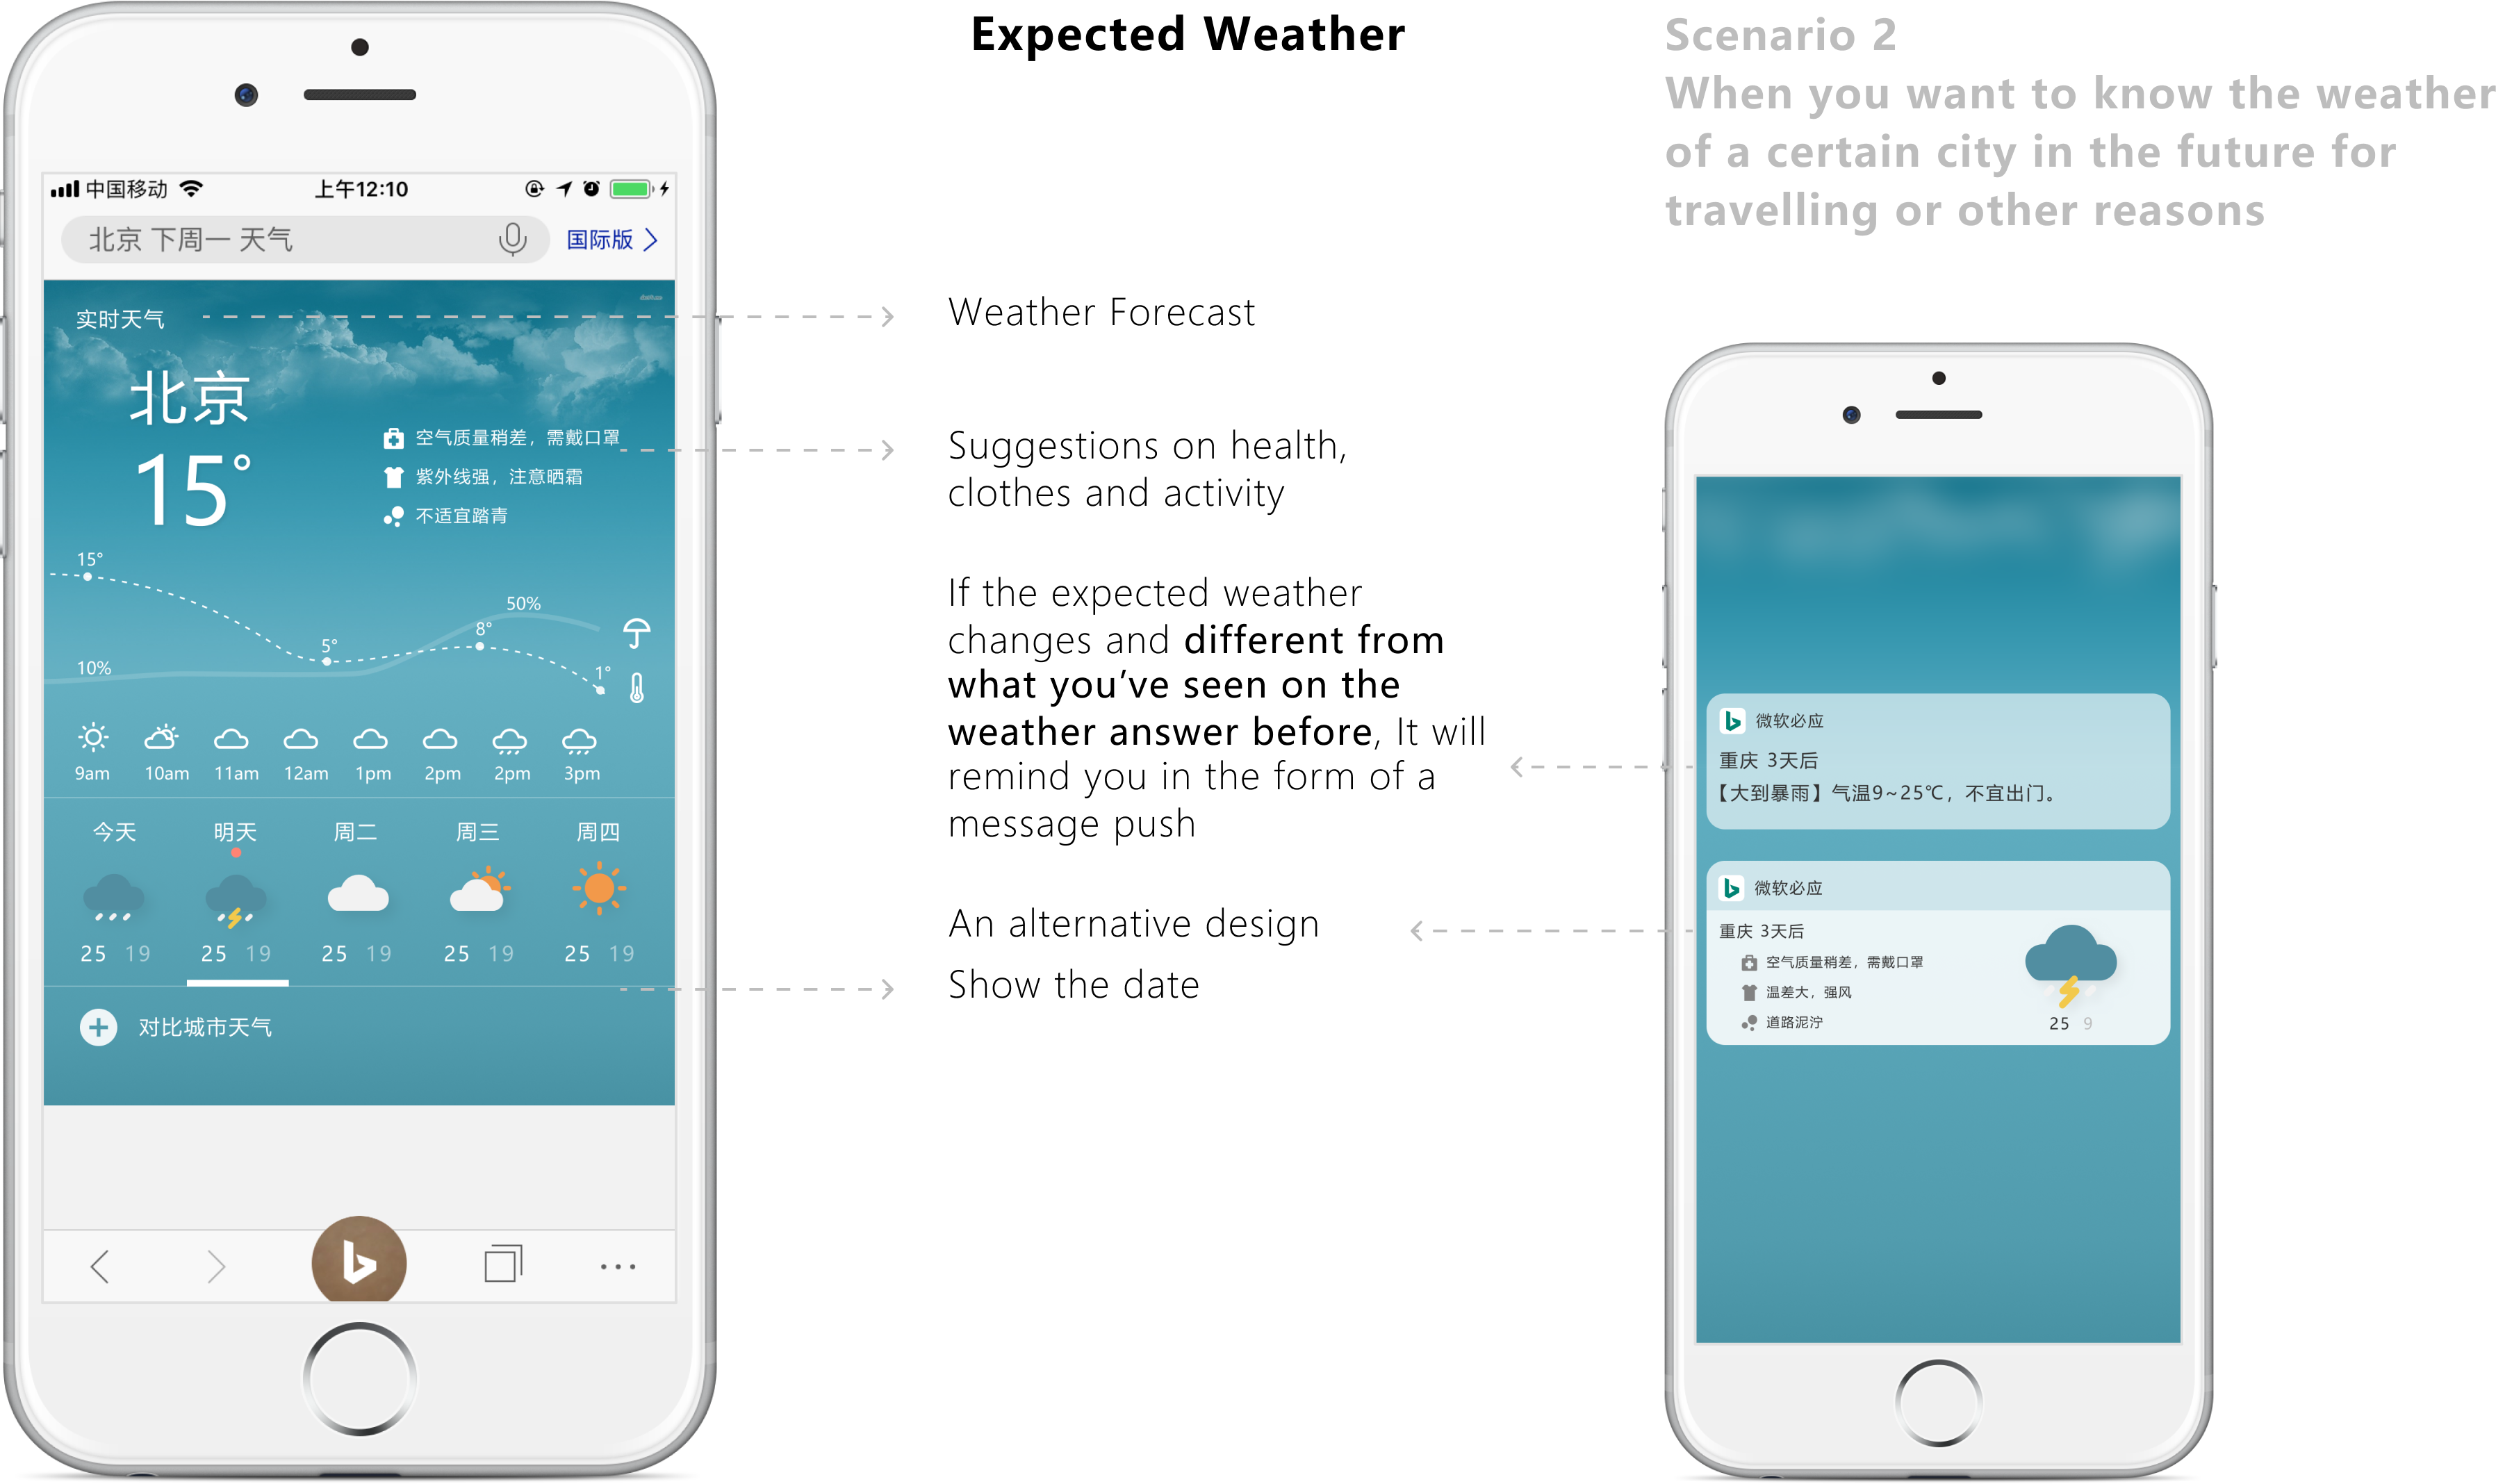 Expected Weather
Scenario 2
When you want to know the weather
of a certain city in the future for
travelling or other reasons
中国移动
上午12:10
北京 下周一 天气
国际版
实时天气
北京
15°
空气质量稍差，需戴口罩
紫外线强，注意晒霜
不适宜踏青
15°
50%
8°
5°
10%
1°
9am 10am 11am 12am 1pm 2pm 2pm 3pm
今天 明天 周二 周三 周四
25 19 25 19 25 19 25 19 25 19
对比城市天气
Weather Forecast
Suggestions on health,
clothes and activity
If the expected weather
changes and different from
what you’ve seen on the
weather answer before, It will
remind you in the form of a
message push
An alternative design
Show the date
微软必应
重庆 3天后
【大到暴雨】气温9~25℃，不宜出门。
微软必应
重庆 3天后
空气质量稍差，需戴口罩
温差大，强风
道路泥泞
25 9